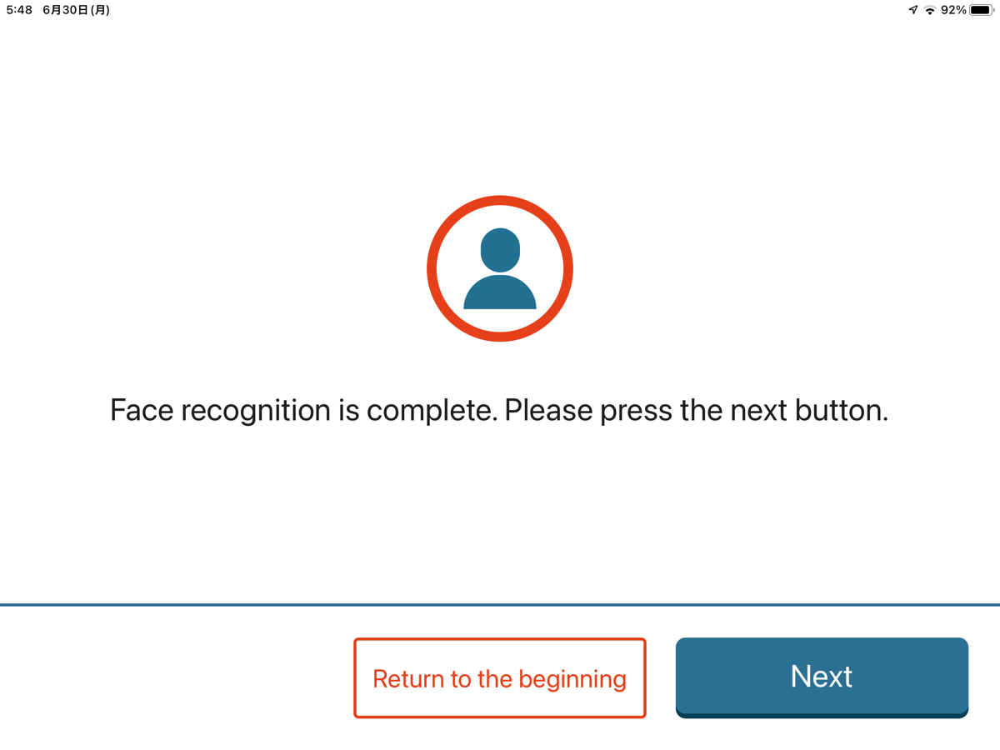 5:48 6月30日(月)
92%
Face recognition is complete. Please press the next button.
Return to the beginning
Next